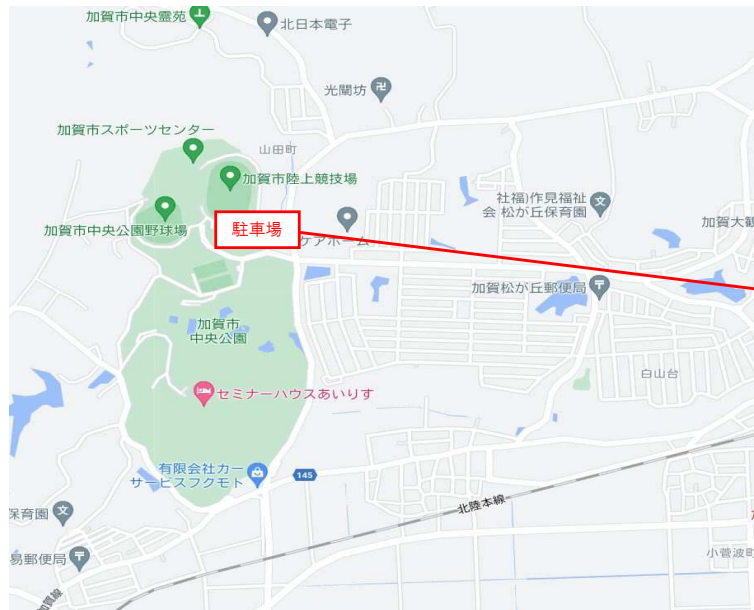 加賀市中央霊苑
北日本電子
光闡坊
加賀市スポーツセンター
山田町
加賀市陸上競技場
社福)作見福祉
会 松が丘保育園
加賀市中央公園野球場
駐車場
ケアホーム
加賀大観
加賀松が丘郵便局
加賀市
中央公園
白山台
セミナーハウスあいりす
有限会社カー
サービスフクモト
145
北陸本線
保育園
小菅波町
易郵便局
加賀線